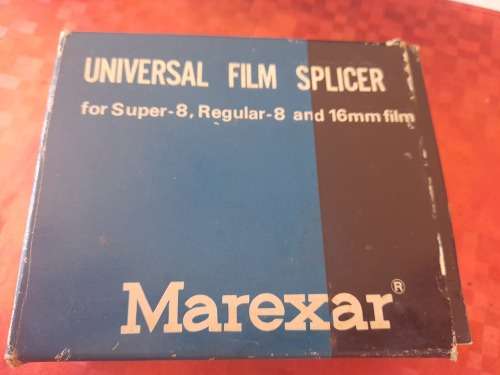 UNIVERSAL FILM SPLICER
for Super-8, Regular-8 and 16mm film
Marexar®